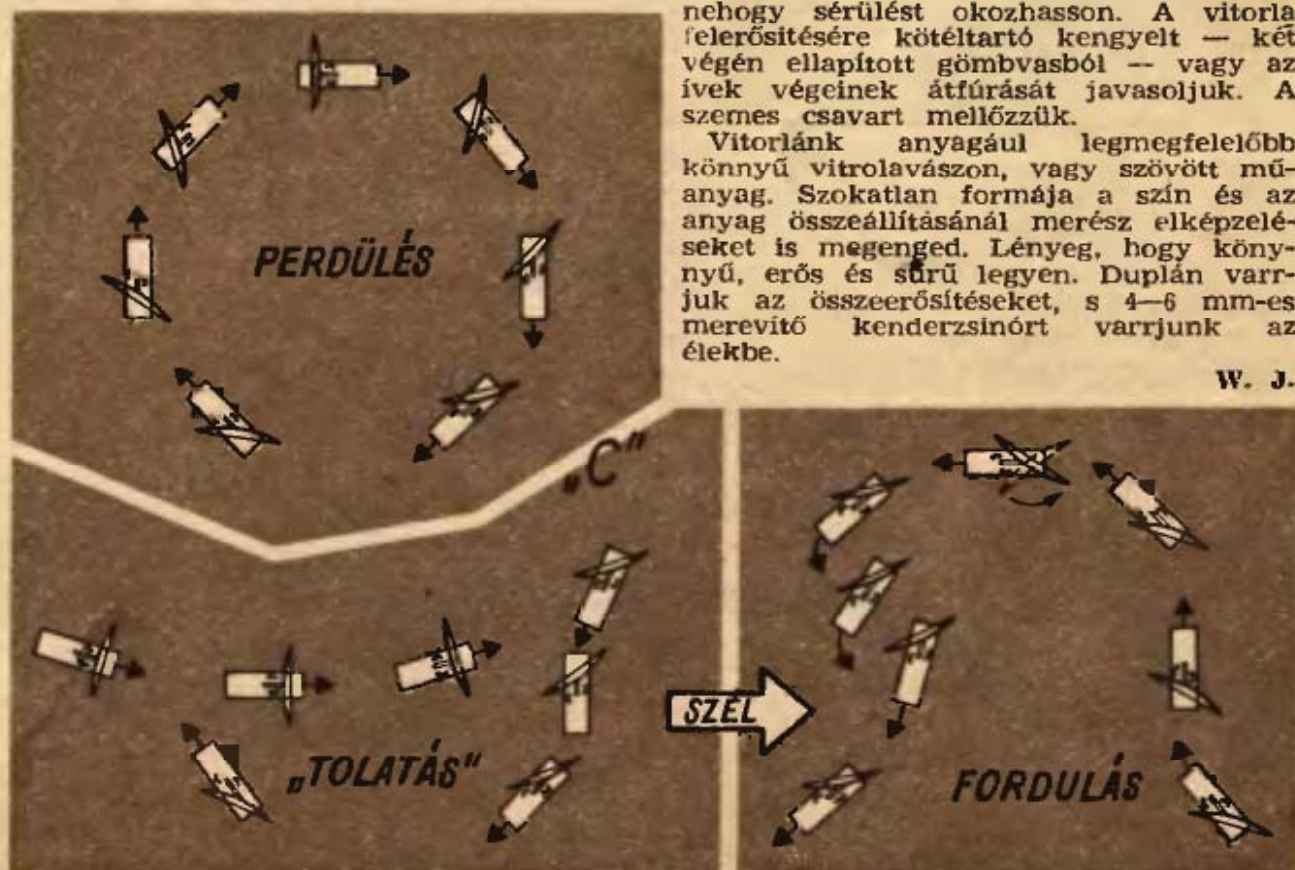 nehogy sérülést okozhasson. A vitorla
felerősitésére kötéltartó kengyelt — két
végén ellapított gömbvasból — vagy az
ívek végeinek átfúrását javasoljuk. A
szemes csavart mellőzzük.
Vitorlánk anyagául legmegfelelőbb
könnyű vitrolavászon, vagy szövött mű-
anyag. Szokatlan formája a szín és az
anyag összeállításánál merész elképzelé-
seket is megenged. Lényeg, hogy köny-
nyű, erős és sűrű legyen. Duplán varr-
juk az összeerősítéseket, s 4—6 mm-es
merevítő kenderzsinórt varrjunk az
élekbe.
W. J.
PERDÜLÉS
„C"
„TOLATÁS"
SZÉL
FORDULÁS